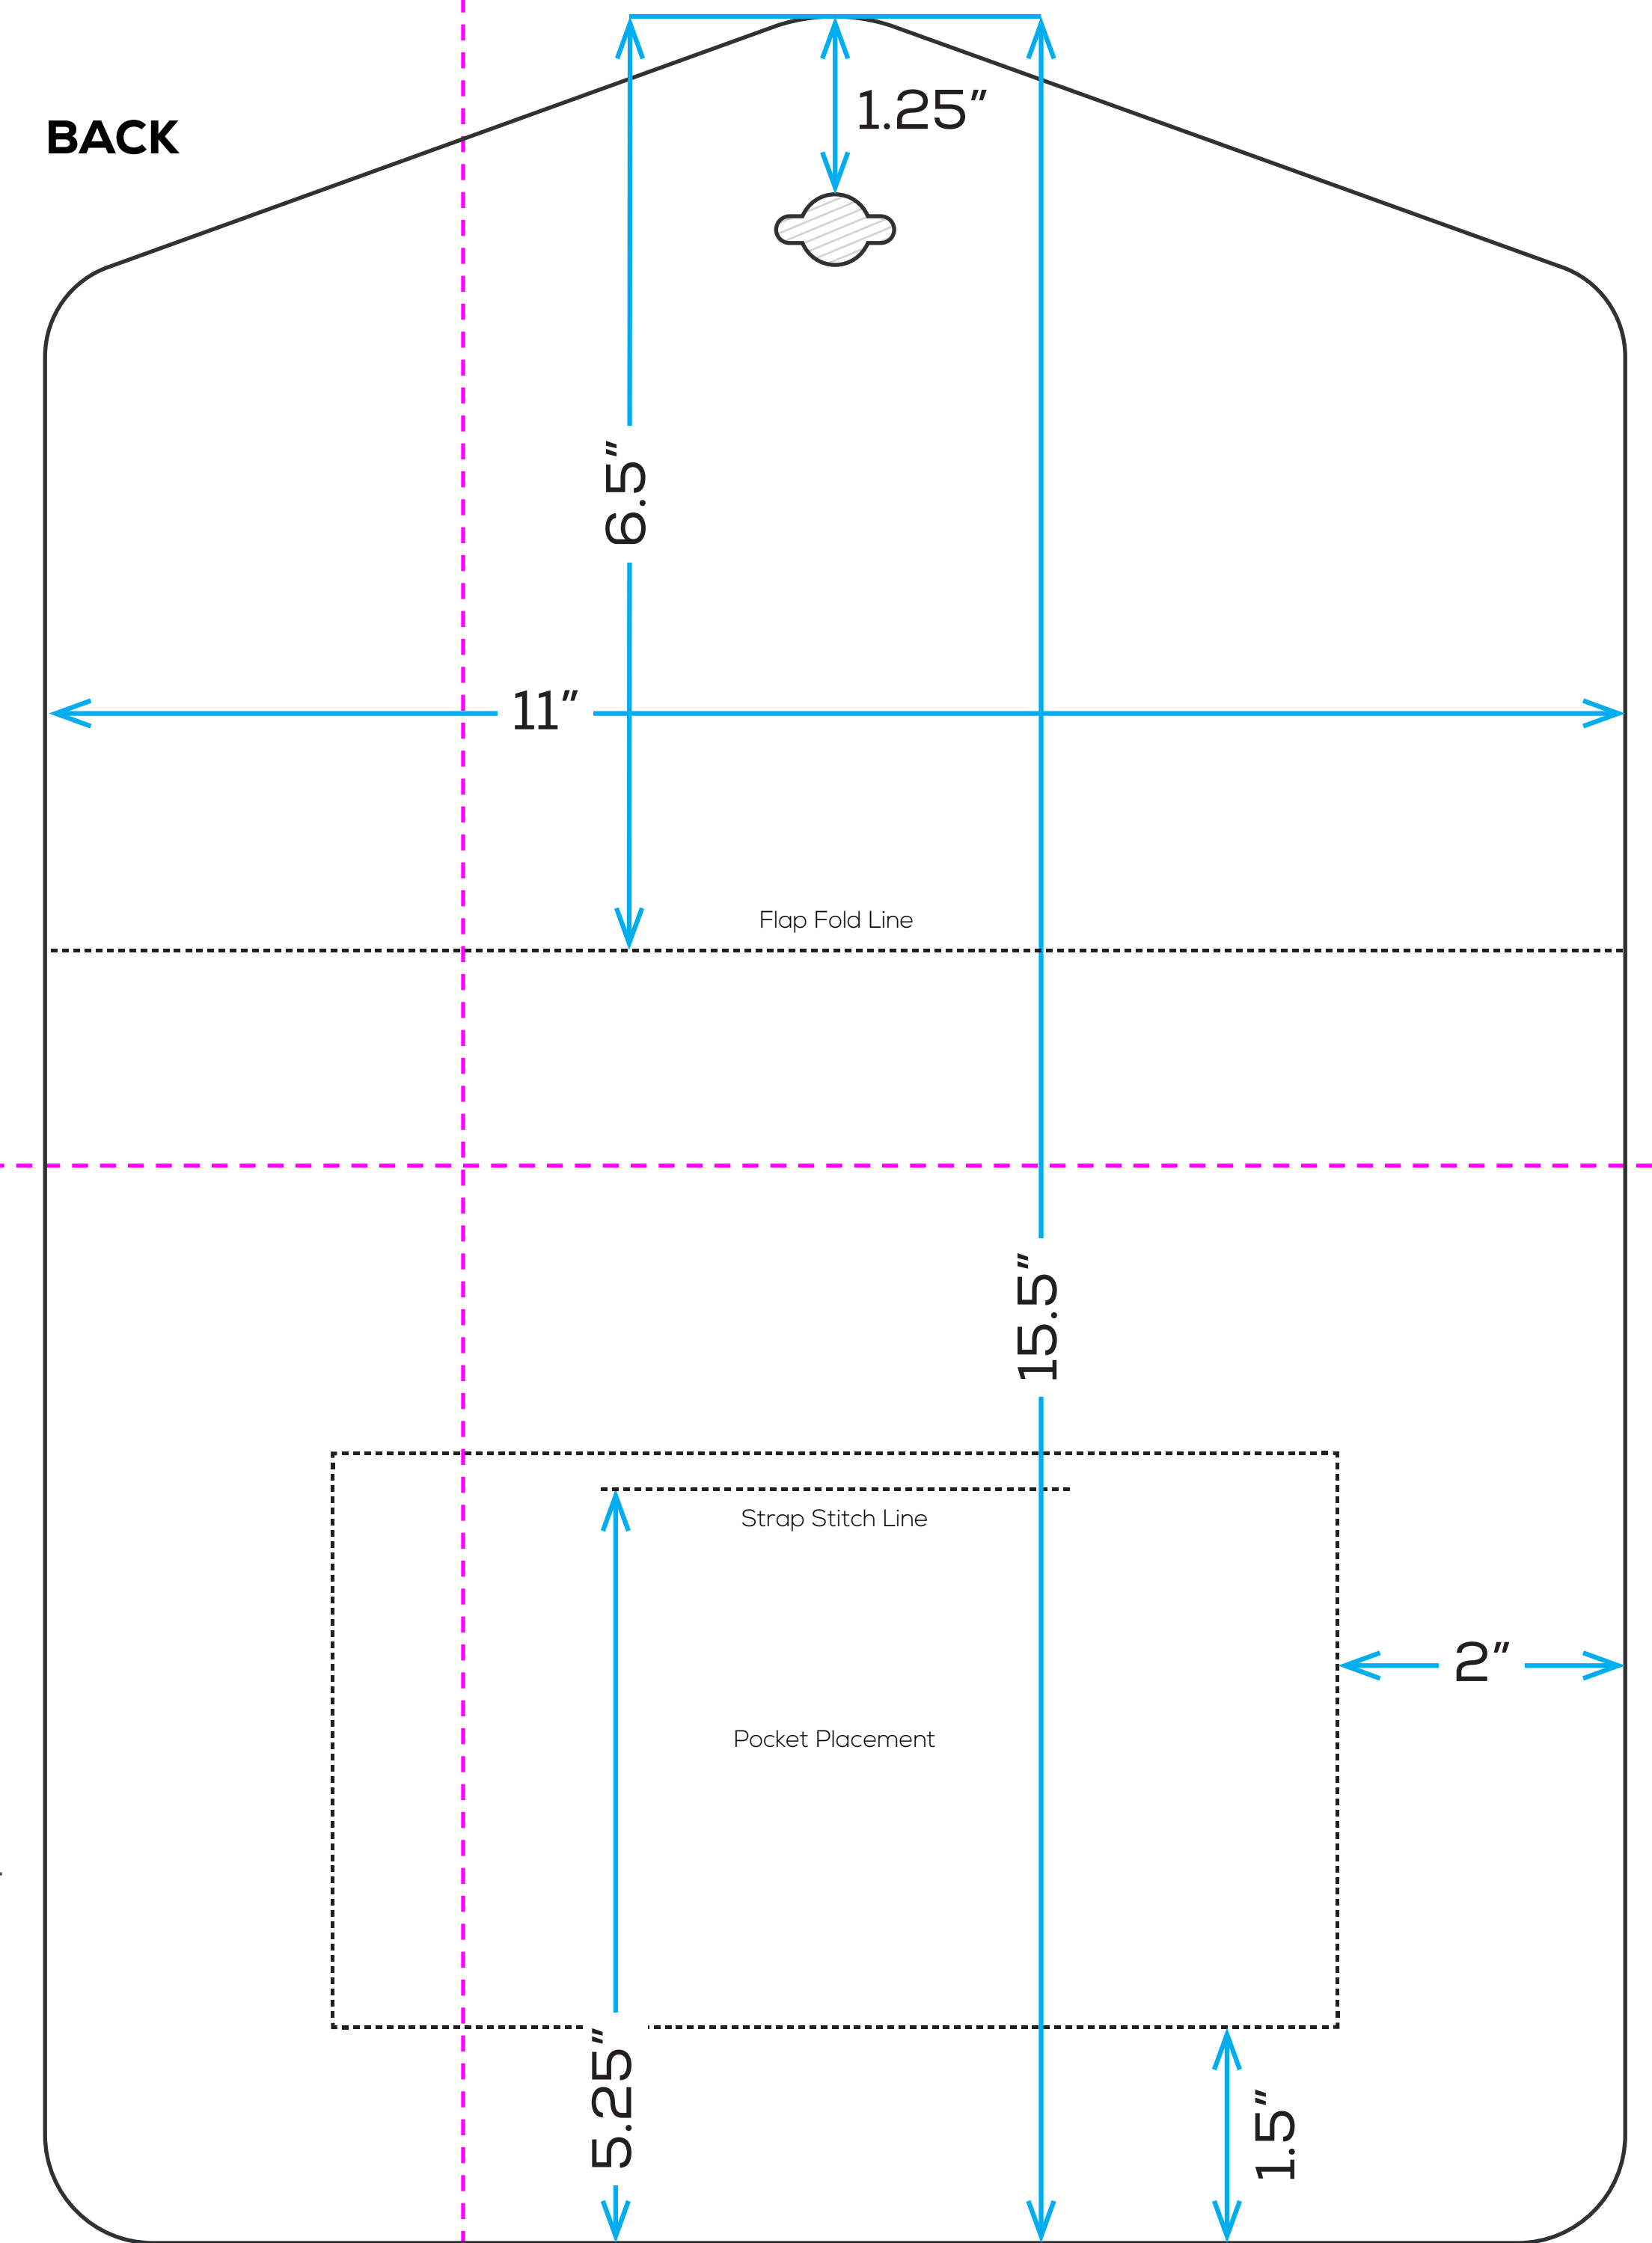 BACK
1.25"
6.5"
11"
Flap Fold Line
15.5"
Strap Stitch Line
2"
Pocket Placement
5.25"
1.5"